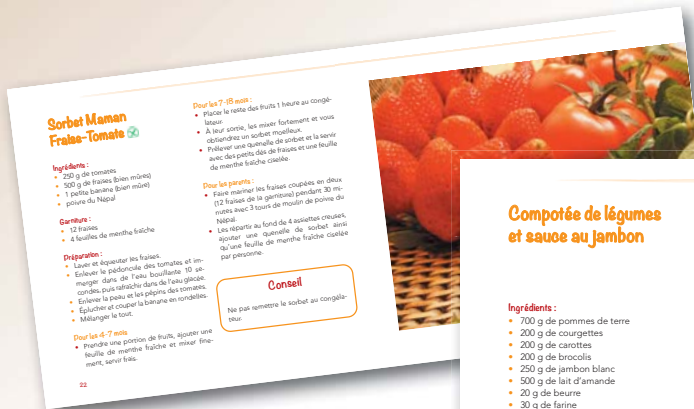 Sorbet Maman
Fraise-Tomate
Ingrédients :
• 250 g de tomates
• 500 g de fraises (bien mûres)
• 1 petite banane (bien mûre)
• poivre du Népal
Garniture :
• 12 fraises
• 4 feuilles de menthe fraîche
Préparation :
• Laver et équeuter les fraises.
• Enlever le pédoncule des tomates et im-
merger dans de l'eau bouillante 10 se-
condes, puis rafraîchir dans de l'eau glacée.
• Enlever la peau et les pépins des tomates.
• Éplucher et couper la banane en rondelles.
• Mélanger le tout.
Pour les 4-7 mois
• Prendre une portion de fruits, ajouter une
feuille de menthe fraîche et mixer fine-
ment, servir frais.
22
Pour les 7-18 mois :
• Placer le reste des fruits 1 heure au congé-
lateur.
• À leur sortie, les mixer fortement et vous
obtiendrez un sorbet moelleux.
• Prélever une quenelle de sorbet et la servir
avec des petits dés de fraises et une feuille
de menthe fraîche ciselée.
Pour les parents :
• Faire mariner les fraises coupées en deux
(12 fraises de la garniture) pendant 30 mi-
nutes avec 3 tours de moulin de poivre du
Népal.
• Les répartir au fond de 4 assiettes creuses,
ajouter une quenelle de sorbet ainsi
qu'une feuille de menthe fraîche ciselée
par personne.
Conseil
Ne pas remettre le sorbet au congéla-
teur.
Compotée de légumes
et sauce au jambon
Ingrédients :
• 700 g de pommes de terre
• 200 g de courgettes
• 200 g de carottes
• 200 g de brocolis
• 250 g de jambon blanc
• 500 g de lait d'amande
• 20 g de beurre
• 30 g de farine